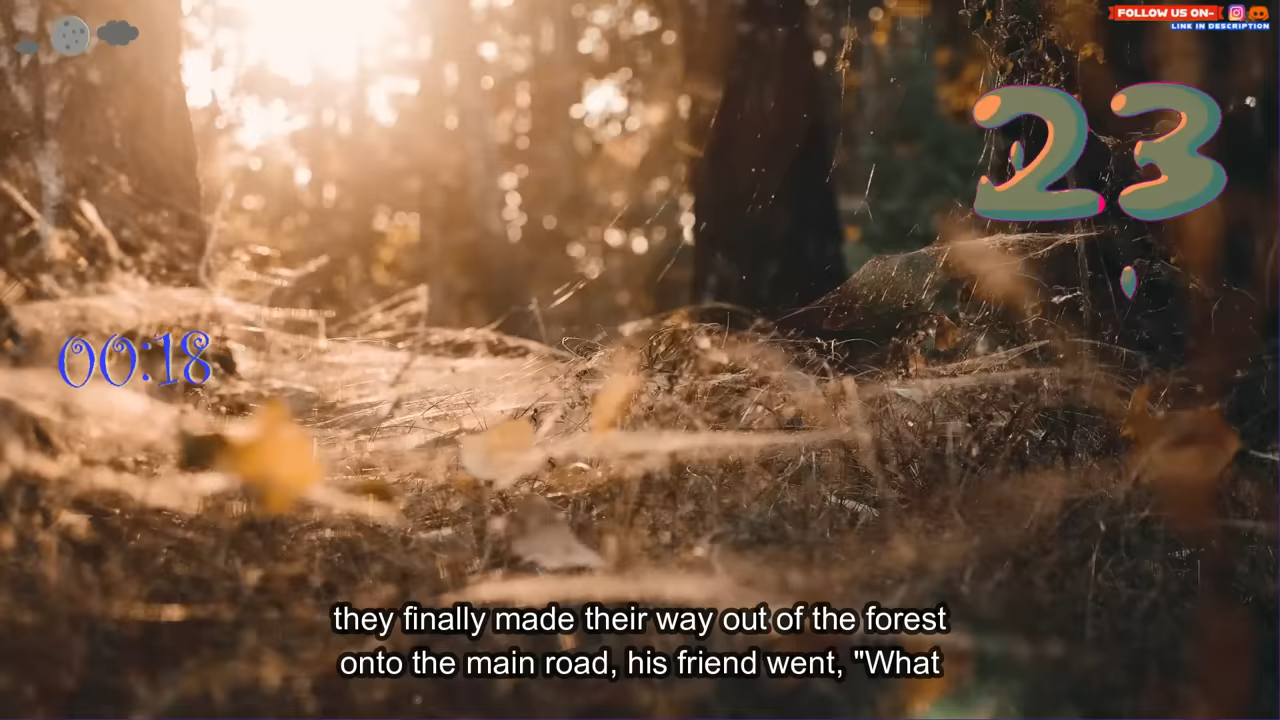 FOLLOW US ON-
LINK IN DESCRIPTION
23
00:18
they finally made their way out of the forest
onto the main road, his friend went, "What